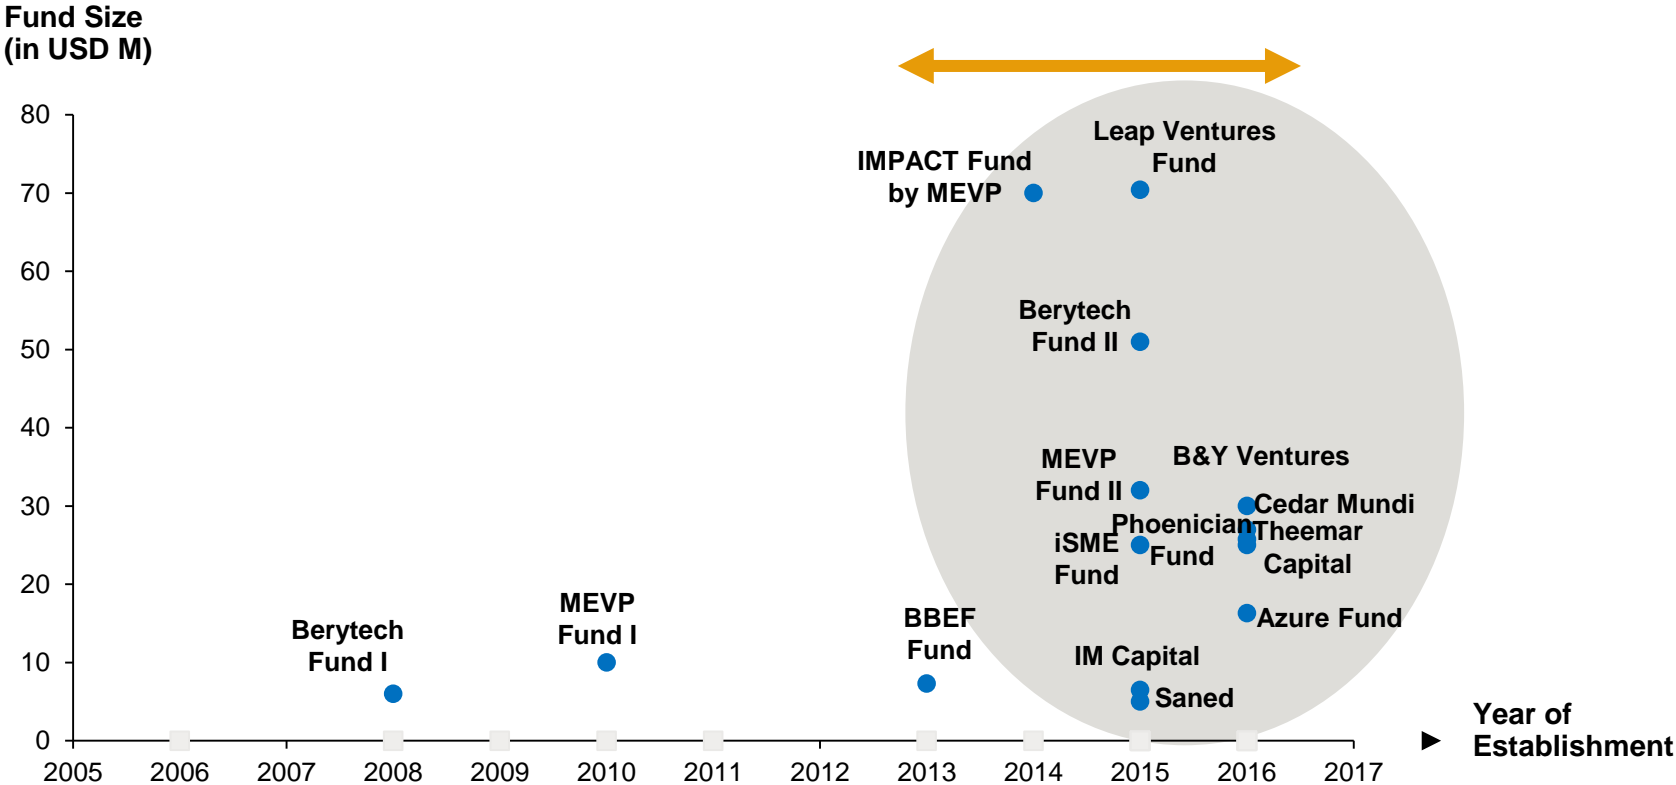 Fund Size
(in USD M)
80
70
60
50
40
30
20
10
0
Leap Ventures
Fund
IMPACT Fund
by MEVP
Berytech
Fund II
MEVP
Fund II
B&Y Ventures
Cedar Mundi
Phoenician
Fund
Theemar
Capital
iSME
Fund
Azure Fund
MEVP
Fund I
Berytech
Fund I
BBEF
Fund
IM Capital
Saned
Year of
Establishment
2005 2006 2007 2008 2009 2010 2011 2012 2013 2014 2015 2016 2017